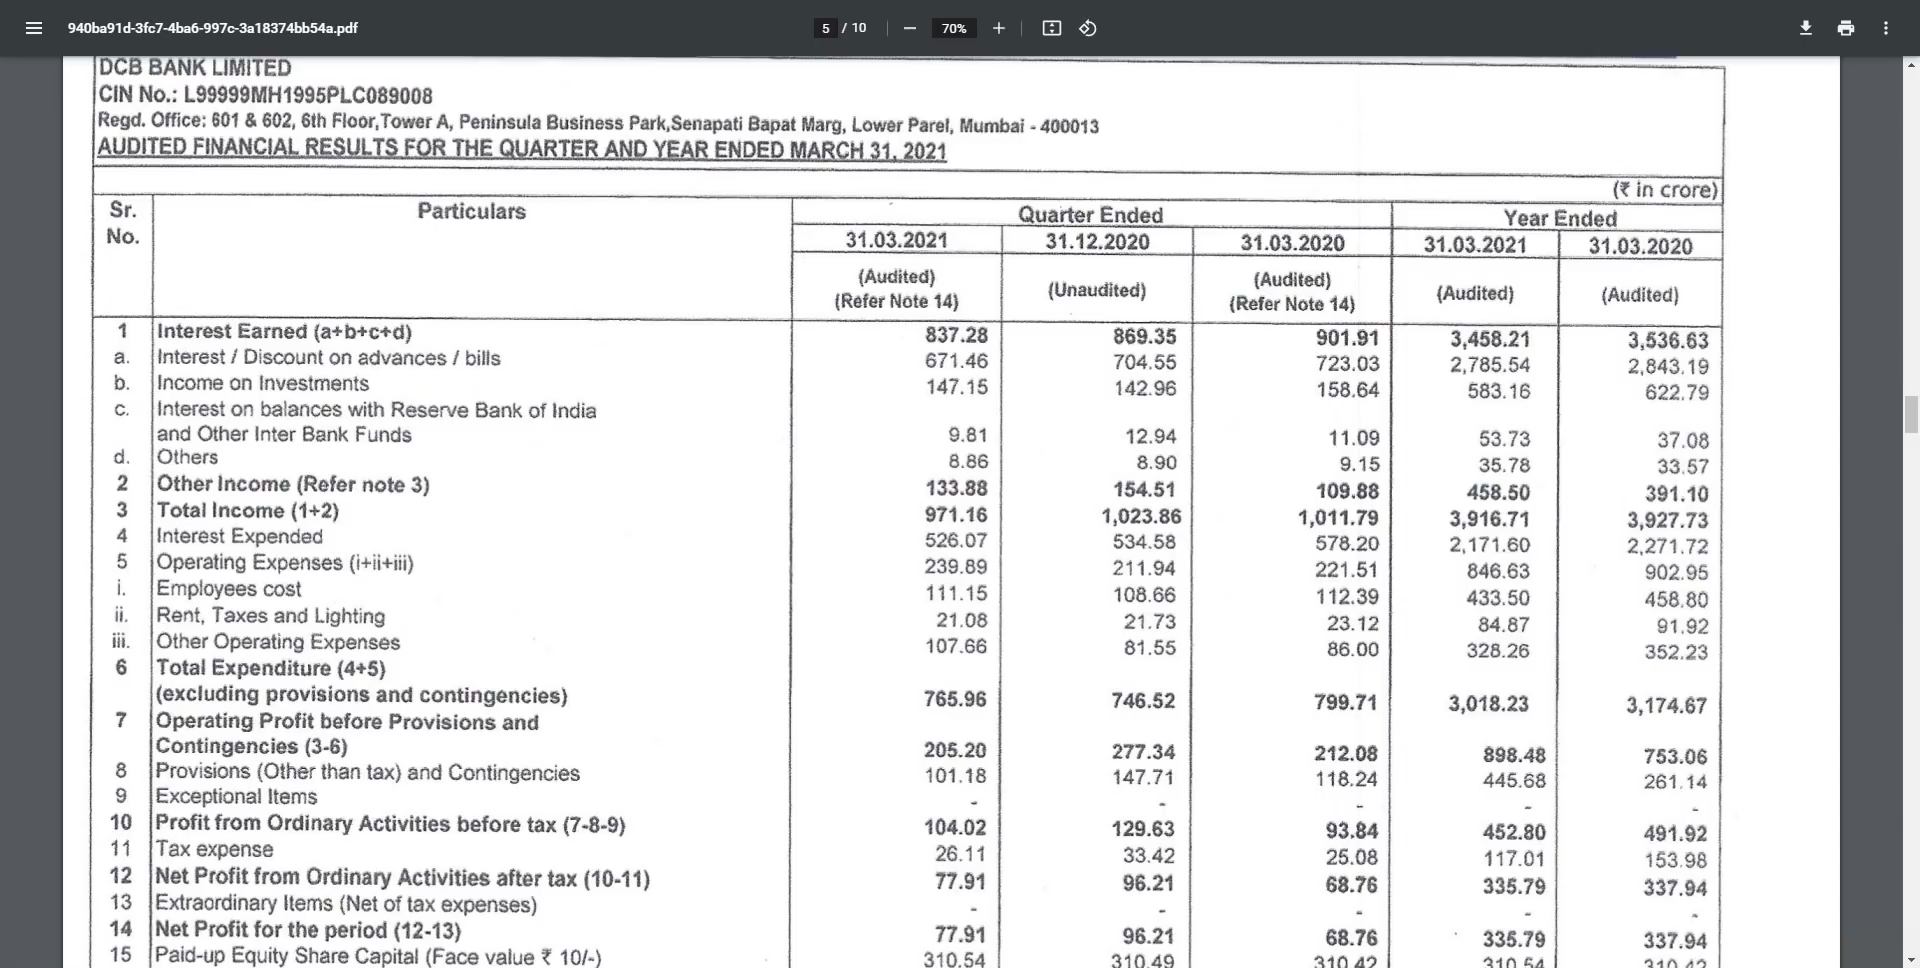 940ba91d-3fc7-4ba6-997c-3a18374bb54a.pdf 5 / 10 70%
DCB BANK LIMITED
CIN No.: L99999MH1995PLC089008
Regd. Office: 601 & 602, 6th Floor,Tower A, Peninsula Business Park,Senapati Bapat Marg, Lower Parel, Mumbai - 400013
AUDITED FINANCIAL RESULTS FOR THE QUARTER AND YEAR ENDED MARCH 31, 2021
(₹ in crore)
Sr. No. Particulars Quarter Ended Year Ended
31.03.2021 31.12.2020 31.03.2020 31.03.2021 31.03.2020
(Audited) (Refer Note 14) (Unaudited) (Audited) (Refer Note 14) (Audited) (Audited)
1 Interest Earned (a+b+c+d) 837.28 869.35 901.91 3,458.21 3,536.63
a. Interest / Discount on advances / bills 671.46 704.55 723.03 2,785.54 2,843.19
b. Income on Investments 147.15 142.96 158.64 583.16 622.79
c. Interest on balances with Reserve Bank of India
and Other Inter Bank Funds 9.81 12.94 11.09 53.73 37.08
d. Others 8.86 8.90 9.15 35.78 33.57
2 Other Income (Refer note 3) 133.88 154.51 109.88 458.50 391.10
3 Total Income (1+2) 971.16 1,023.86 1,011.79 3,916.71 3,927.73
4 Interest Expended 526.07 534.58 578.20 2,171.60 2,271.72
5 Operating Expenses (i+ii+iii) 239.89 211.94 221.51 846.63 902.95
i. Employees cost 111.15 108.66 112.39 433.50 458.80
ii. Rent, Taxes and Lighting 21.08 21.73 23.12 84.87 91.92
iii. Other Operating Expenses 107.66 81.55 86.00 328.26 352.23
6 Total Expenditure (4+5)
(excluding provisions and contingencies) 765.96 746.52 799.71 3,018.23 3,174.67
7 Operating Profit before Provisions and
Contingencies (3-6) 205.20 277.34 212.08 898.48 753.06
8 Provisions (Other than tax) and Contingencies 101.18 147.71 118.24 445.68 261.14
9 Exceptional Items - - - - -
10 Profit from Ordinary Activities before tax (7-8-9) 104.02 129.63 93.84 452.80 491.92
11 Tax expense 26.11 33.42 25.08 117.01 153.98
12 Net Profit from Ordinary Activities after tax (10-11) 77.91 96.21 68.76 335.79 337.94
13 Extraordinary Items (Net of tax expenses) - - - - -
14 Net Profit for the period (12-13) 77.91 96.21 68.76 335.79 337.94
15 Paid-up Equity Share Capital (Face value ₹ 10/-) 310.54 310.49 310.42 310.54 310.42